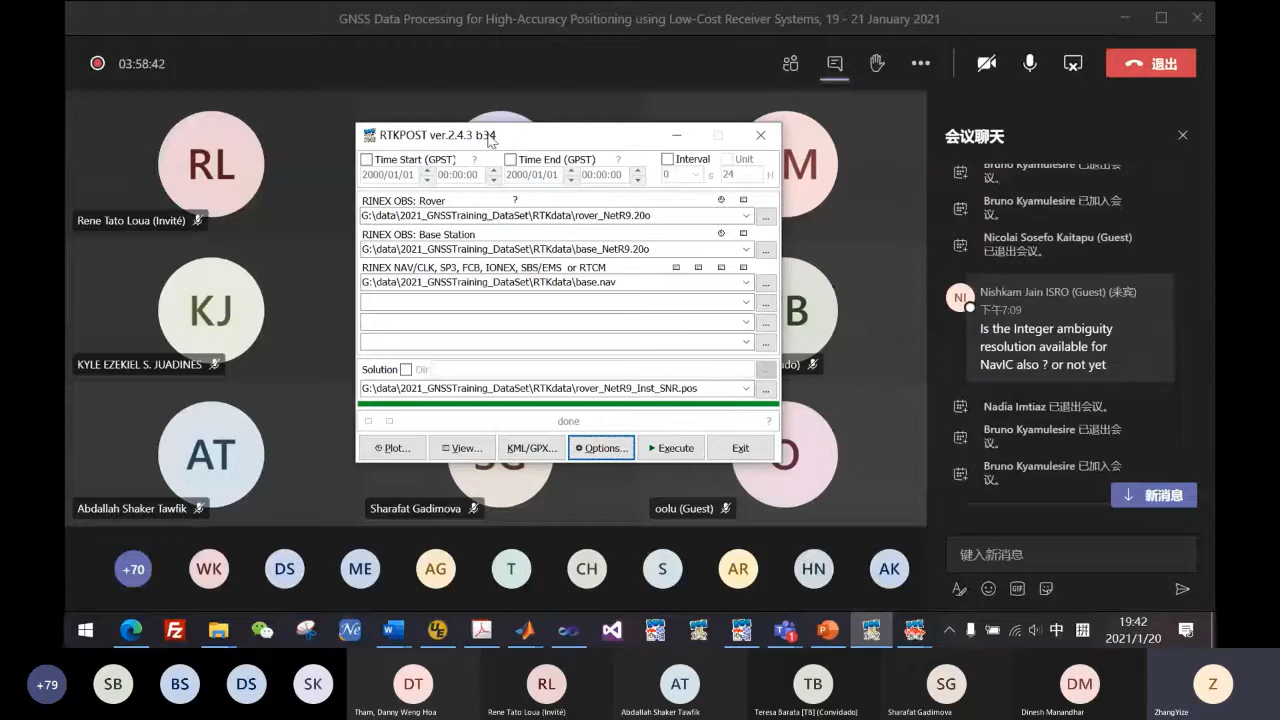 GNSS Data Processing for High-Accuracy Positioning using Low-Cost Receiver Systems, 19 - 21 January 2021
03:58:42
退出
RL
M
Rene Tato Loua (Invité)
KJ
B
KYLE EZEKIEL S. JUADINES
do)
AT
O
Abdallah Shaker Tawfik
Sharafat Gadimova
oolu (Guest)
RTKPOST ver.2.4.3 b34
Time Start (GPST)
?
Time End (GPST)
?
Interval
Unit
2000/01/01
00:00:00
2000/01/01
00:00:00
0
s
24
H
RINEX OBS: Rover
?
G:\data\2021_GNSSTraining_DataSet\RTKdata\rover_NetR9.20o
...
RINEX OBS: Base Station
G:\data\2021_GNSSTraining_DataSet\RTKdata\base_NetR9.20o
...
RINEX NAV/CLK, SP3, FCB, IONEX, SBS/EMS or RTCM
G:\data\2021_GNSSTraining_DataSet\RTKdata\base.nav
...
...
...
...
Solution
Dir
G:\data\2021_GNSSTraining_DataSet\RTKdata\rover_NetR9_Inst_SNR.pos
...
done
?
Plot...
View...
KML/GPX...
Options...
Execute
Exit
会议聊天
Bruno Kyamulesire 已退出会
议。
Bruno Kyamulesire 已加入会
议。
Nicolai Sosefo Kaitapu (Guest)
已退出会议。
NI
Nishkam Jain ISRO (Guest) (来宾)
下午7:09
Is the Integer ambiguity
resolution available for
NavIC also ? or not yet
Nadia Imtiaz 已退出会议。
Bruno Kyamulesire 已退出会
议。
Bruno Kyamulesire 已加入会
议。
新消息
键入新消息
GIF
+70
WK
DS
ME
AG
T
CH
S
AR
HN
AK
中
19:42
2021/1/20
+79
SB
BS
DS
SK
DT
Tham, Danny Weng Hoa
RL
Rene Tato Loua (Invité)
AT
Abdallah Shaker Tawfik
TB
Teresa Barata [TB] (Convidado)
SG
Sharafat Gadimova
DM
Dinesh Manandhar
Z
ZhangYize